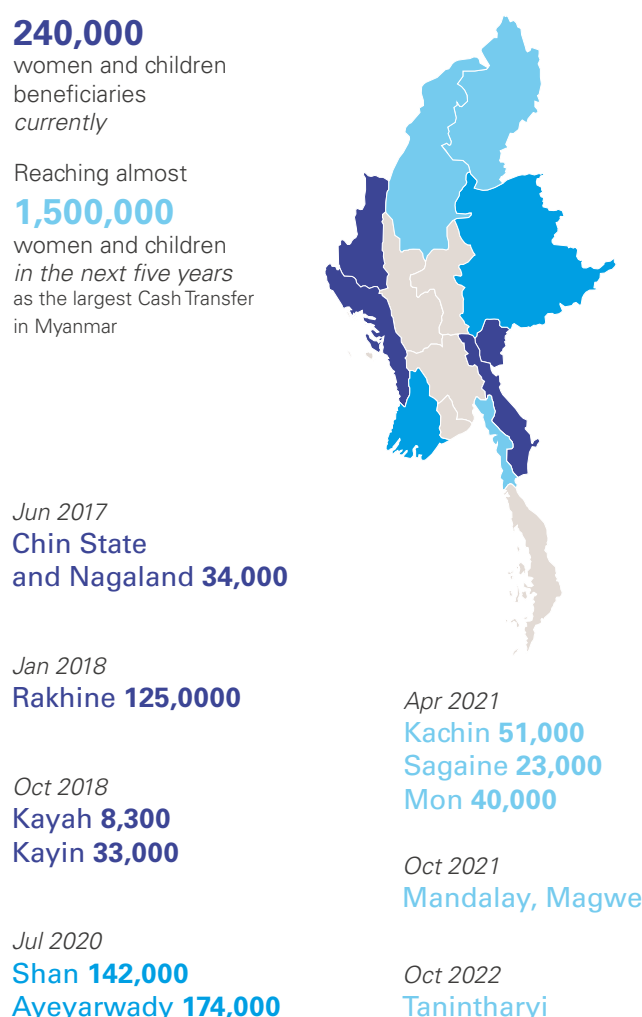 240,000
women and children
beneficiaries
currently
Reaching almost
1,500,000
women and children
in the next five years
as the largest Cash Transfer
in Myanmar
Jun 2017
Chin State
and Nagaland 34,000
Jan 2018
Rakhine 125,0000
Oct 2018
Kayah 8,300
Kayin 33,000
Jul 2020
Shan 142,000
Ayeyarwady 174,000
Apr 2021
Kachin 51,000
Sagaine 23,000
Mon 40,000
Oct 2021
Mandalay, Magwe
Oct 2022
Tanintharyi